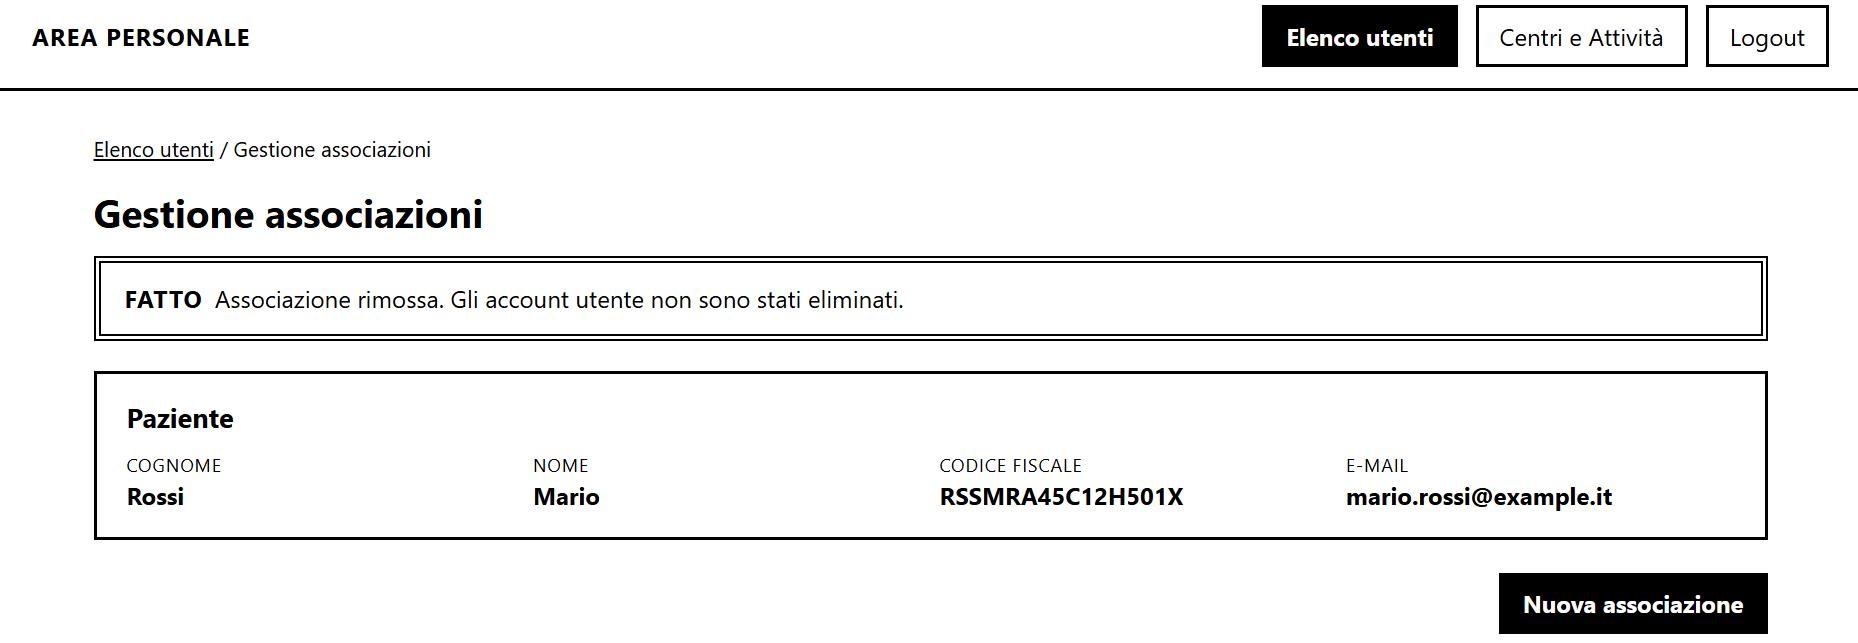 AREA PERSONALE
Elenco utenti
Centri e Attività
Logout
Elenco utenti / Gestione associazioni
Gestione associazioni
FATTO Associazione rimossa. Gli account utente non sono stati eliminati.
Paziente
COGNOME
Rossi
NOME
Mario
CODICE FISCALE
RSSMRA45C12H501X
E-MAIL
mario.rossi@example.it
Nuova associazione